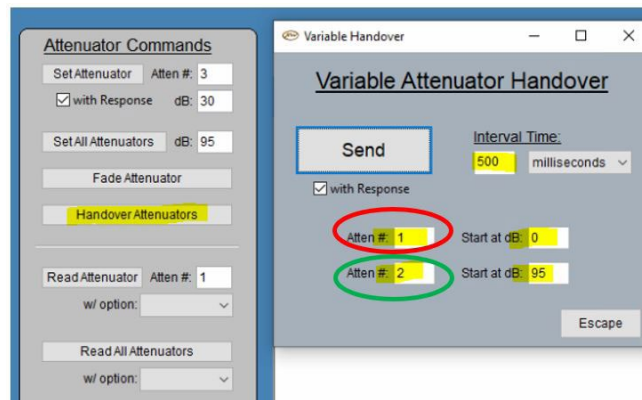 Attenuator Commands
Set Attenuator Atten #: 3
with Response dB: 30
Set All Attenuators dB: 95
Fade Attenuator
Handover Attenuators
Read Attenuator Atten #: 1
w/ option:
Read All Attenuators
w/ option:
Variable Handover
Variable Attenuator Handover
Send
with Response
Interval Time:
500 milliseconds
Atten #: 1 Start at dB: 0
Atten #: 2 Start at dB: 95
Escape